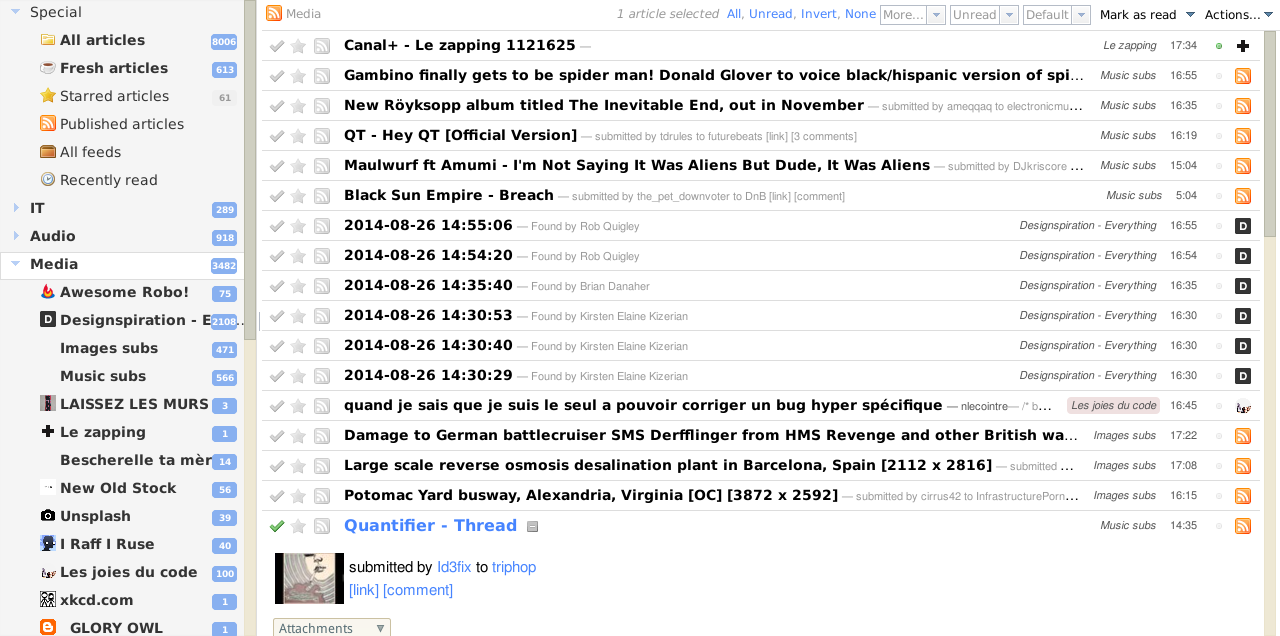 Special
All articles 8006
Fresh articles 613
Starred articles 61
Published articles
All feeds
Recently read
IT 289
Audio 918
Media 3482
Awesome Robo! 75
D Designspiration - E... 2108
Images subs 471
Music subs 566
LAISSEZ LES MURS 3
Le zapping 1
Bescherelle ta mèr 14
New Old Stock 56
Unsplash 39
I Raff I Ruse 40
Les joies du code 100
xkcd.com 1
GLORY OWL 1
Media 1 article selected All, Unread, Invert, None More... Unread Default Mark as read Actions...
Canal+ - Le zapping 1121625 — Le zapping 17:34
Gambino finally gets to be spider man! Donald Glover to voice black/hispanic version of spi... Music subs 16:55
New Röyksopp album titled The Inevitable End, out in November — submitted by ameqqaq to electronicmu... Music subs 16:35
QT - Hey QT [Official Version] — submitted by tdrules to futurebeats [link] [3 comments] Music subs 16:19
Maulwurf ft Amumi - I'm Not Saying It Was Aliens But Dude, It Was Aliens — submitted by DJkriscore ... Music subs 15:04
Black Sun Empire - Breach — submitted by the_pet_downvoter to DnB [link] [comment] Music subs 5:04
2014-08-26 14:55:06 — Found by Rob Quigley Designspiration - Everything 16:55 D
2014-08-26 14:54:20 — Found by Rob Quigley Designspiration - Everything 16:54 D
2014-08-26 14:35:40 — Found by Brian Danaher Designspiration - Everything 16:35 D
2014-08-26 14:30:53 — Found by Kirsten Elaine Kizerian Designspiration - Everything 16:30 D
2014-08-26 14:30:40 — Found by Kirsten Elaine Kizerian Designspiration - Everything 16:30 D
2014-08-26 14:30:29 — Found by Kirsten Elaine Kizerian Designspiration - Everything 16:30 D
quand je sais que je suis le seul a pouvoir corriger un bug hyper spécifique — nlecointre — /* b... Les joies du code 16:45
Damage to German battlecruiser SMS Derfflinger from HMS Revenge and other British wa... Images subs 17:22
Large scale reverse osmosis desalination plant in Barcelona, Spain [2112 x 2816] — submitted ... Images subs 17:08
Potomac Yard busway, Alexandria, Virginia [OC] [3872 x 2592] — submitted by cirrus42 to InfrastructurePorn... Images subs 16:15
Quantifier - Thread Music subs 14:35
submitted by Id3fix to triphop
[link] [comment]
Attachments